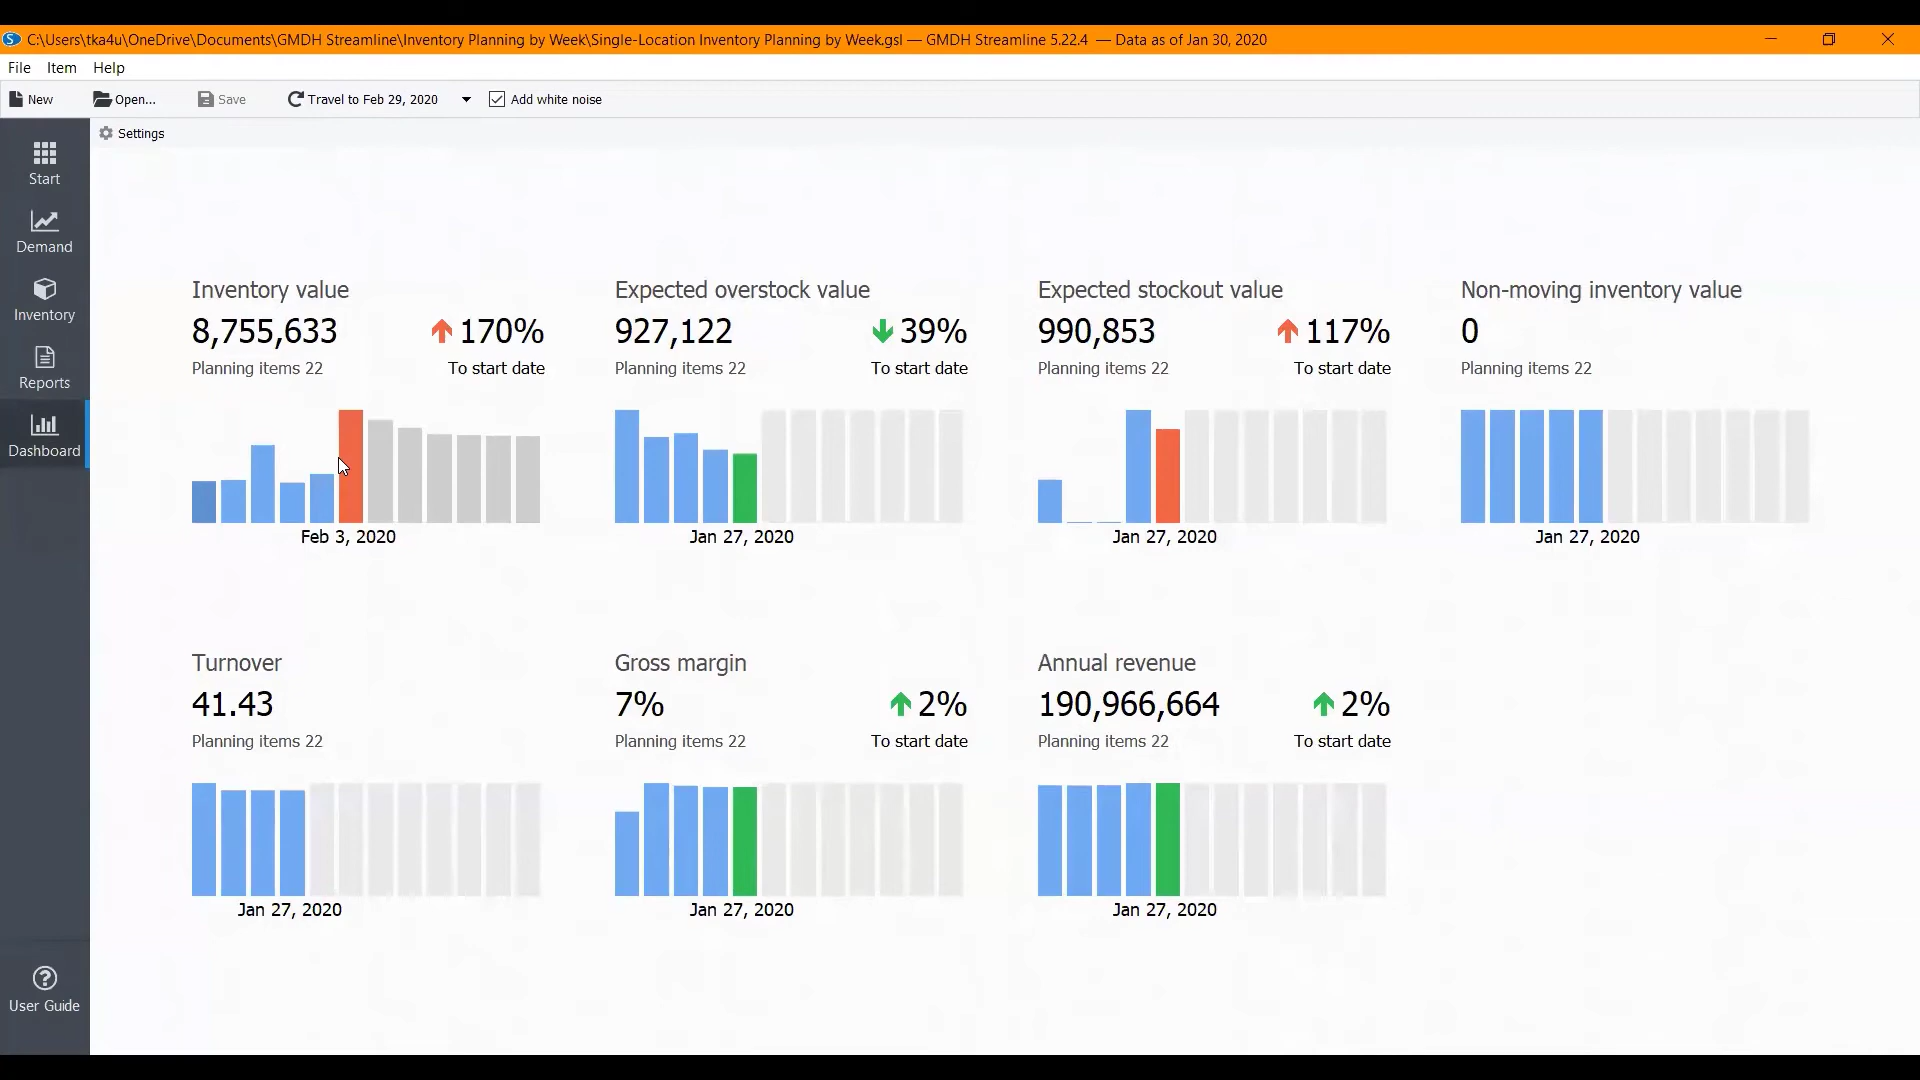 C:\Users\tka4u\OneDrive\Documents\GMDH Streamline\Inventory Planning by Week\Single-Location Inventory Planning by Week.gsl — GMDH Streamline 5.22.4 — Data as of Jan 30, 2020
File Item Help
New Open... Save Travel to Feb 29, 2020 Add white noise
Settings
Start
Demand
Inventory
Reports
Dashboard
User Guide
Inventory value
8,755,633 170%
Planning items 22 To start date
Feb 3, 2020
Expected overstock value
927,122 39%
Planning items 22 To start date
Jan 27, 2020
Expected stockout value
990,853 117%
Planning items 22 To start date
Jan 27, 2020
Non-moving inventory value
0
Planning items 22
Jan 27, 2020
Turnover
41.43
Planning items 22
Jan 27, 2020
Gross margin
7% 2%
Planning items 22 To start date
Jan 27, 2020
Annual revenue
190,966,664 2%
Planning items 22 To start date
Jan 27, 2020